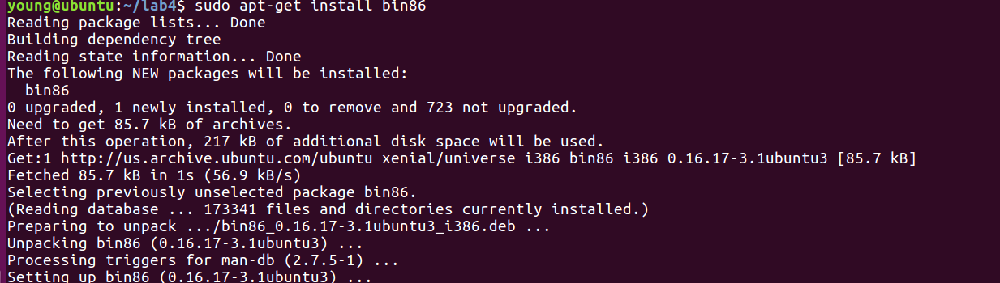 young@ubuntu:~/lab4$ sudo apt-get install bin86
Reading package lists... Done
Building dependency tree
Reading state information... Done
The following NEW packages will be installed:
  bin86
0 upgraded, 1 newly installed, 0 to remove and 723 not upgraded.
Need to get 85.7 kB of archives.
After this operation, 217 kB of additional disk space will be used.
Get:1 http://us.archive.ubuntu.com/ubuntu xenial/universe i386 bin86 i386 0.16.17-3.1ubuntu3 [85.7 kB]
Fetched 85.7 kB in 1s (56.9 kB/s)
Selecting previously unselected package bin86.
(Reading database ... 173341 files and directories currently installed.)
Preparing to unpack .../bin86_0.16.17-3.1ubuntu3_i386.deb ...
Unpacking bin86 (0.16.17-3.1ubuntu3) ...
Processing triggers for man-db (2.7.5-1) ...
Setting up bin86 (0.16.17-3.1ubuntu3) ...